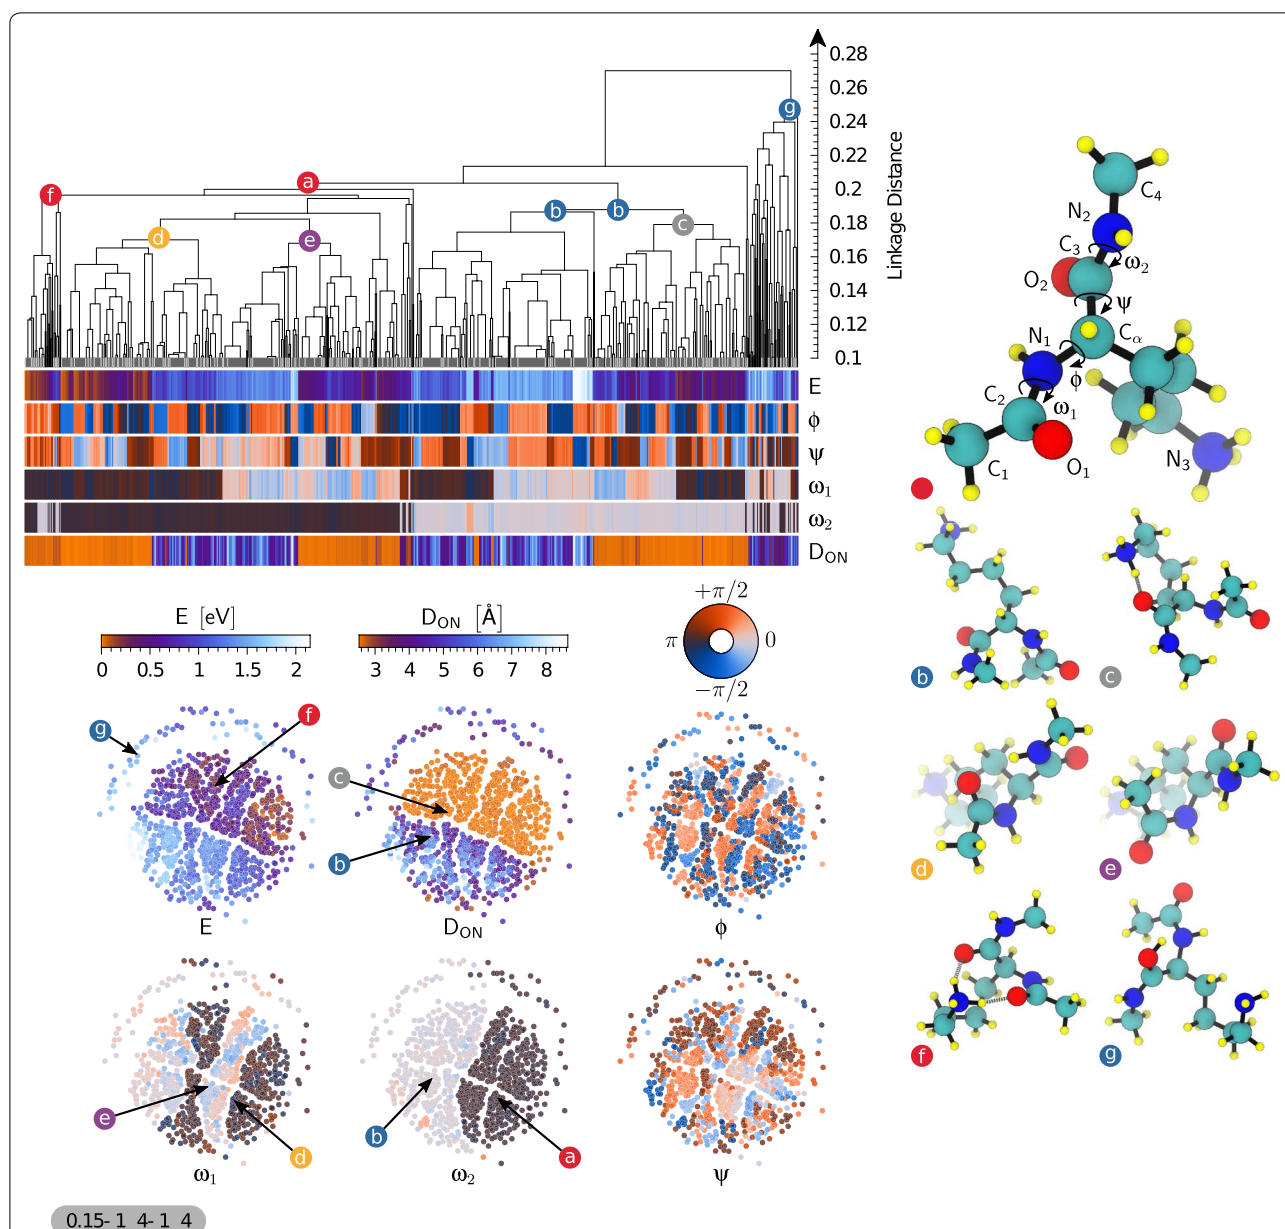 0.28
0.26
0.24
0.22
0.2
0.18
0.16
0.14
0.12
0.1
Linkage Distance
g
a
f
b
b
c
d
e
E
ϕ
ψ
ω1
ω2
DON
E [eV]
0 0.5 1 1.5 2
DON [Å]
3 4 5 6 7 8
+π/2
π 0
−π/2
g
f
E
c
b
DON
ϕ
e
d
ω1
b
a
ω2
ψ
C4
N2
C3
ω2
O2
ψ
N1
Cα
ϕ
C2
ω1
C1
O1
N3
b
c
d
e
f
g
0.15- 1 4- 1 4